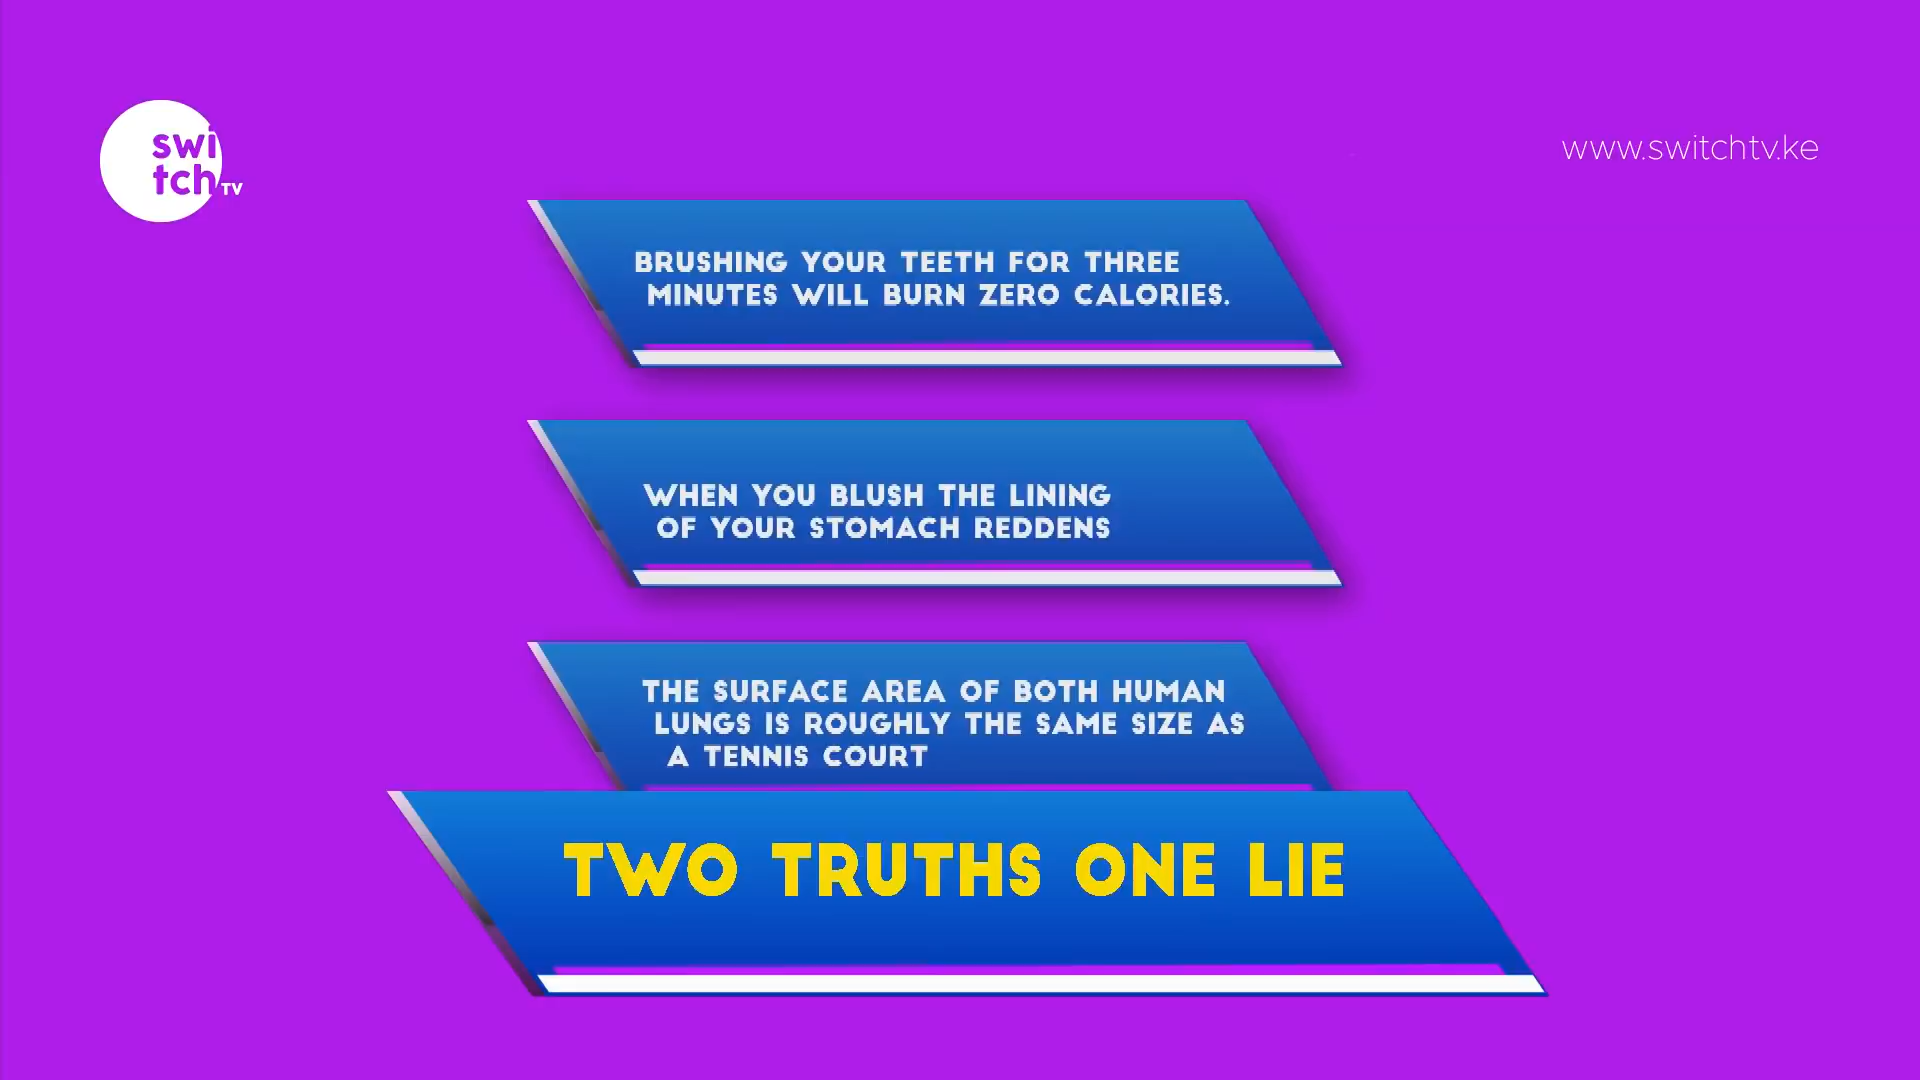 swi
tch TV
www.switchtv.ke
BRUSHING YOUR TEETH FOR THREE
MINUTES WILL BURN ZERO CALORIES.
WHEN YOU BLUSH THE LINING
OF YOUR STOMACH REDDENS
THE SURFACE AREA OF BOTH HUMAN
LUNGS IS ROUGHLY THE SAME SIZE AS
A TENNIS COURT
TWO TRUTHS ONE LIE